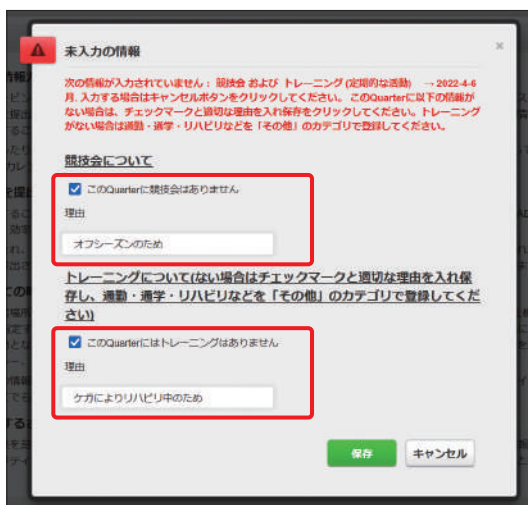 未入力の情報
×
次の情報が入力されていません： 競技会 および トレーニング (定期的な活動) → 2022-4-6
月. 入力する場合はキャンセルボタンをクリックしてください。 このQuarterに以下の情報が
ない場合は、チェックマークと適切な理由を入れ保存をクリックしてください。トレーニング
がない場合は通勤・通学・リハビリなどを「その他」のカテゴリで登録してください。
競技会について
このQuarterに競技会はありません
理由
オフシーズンのため
トレーニングについて(ない場合はチェックマークと適切な理由を入れ保
存し、通勤・通学・リハビリなどを「その他」のカテゴリで登録してくだ
さい)
このQuarterにはトレーニングはありません
理由
ケガによりリハビリ中のため
保存
キャンセル